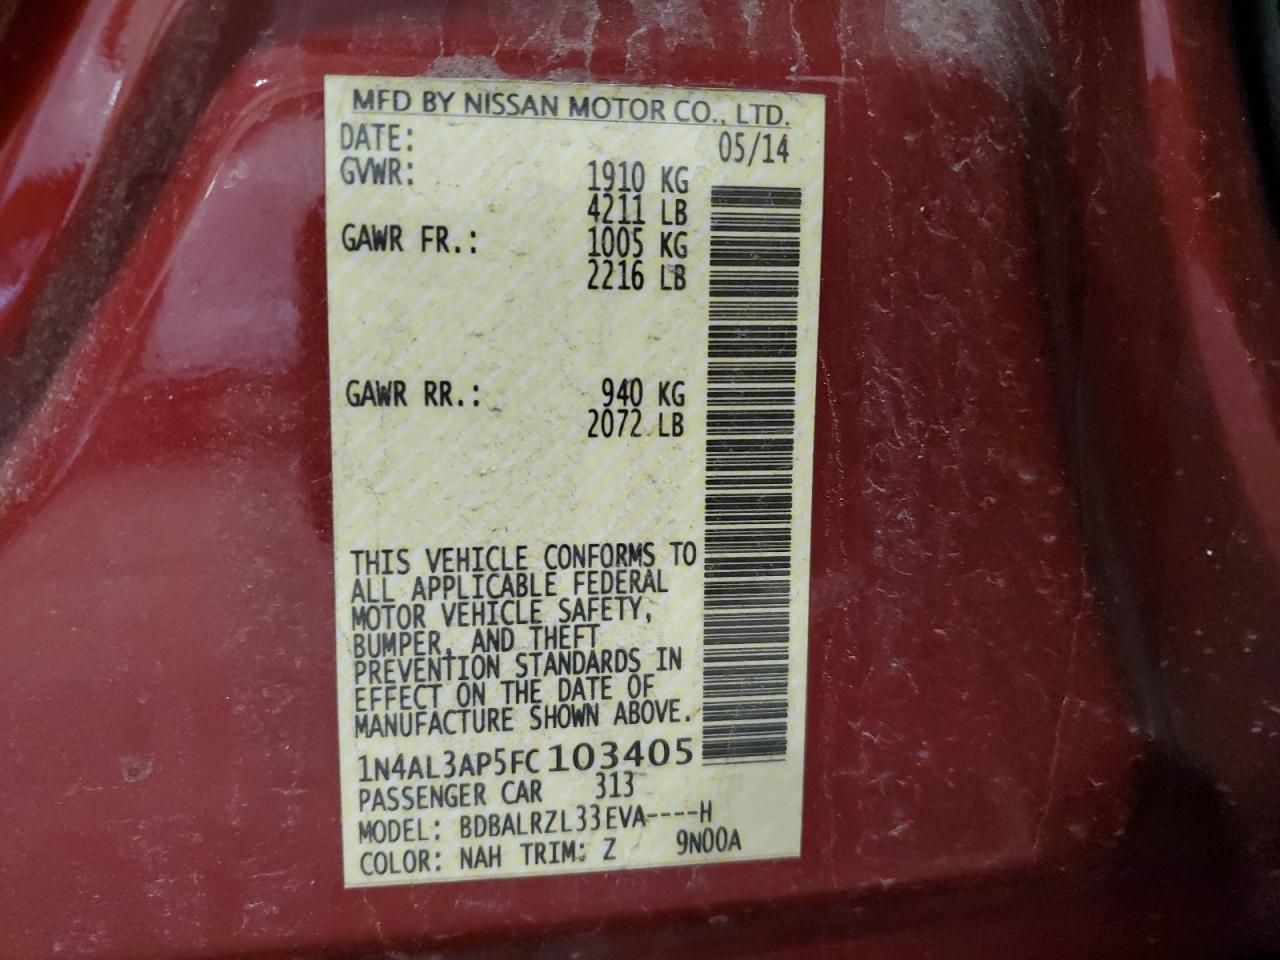 MFD BY NISSAN MOTOR CO., LTD.
DATE: 05/14
GVWR: 1910 KG
4211 LB
GAWR FR.: 1005 KG
2216 LB
GAWR RR.: 940 KG
2072 LB
THIS VEHICLE CONFORMS TO
ALL APPLICABLE FEDERAL
MOTOR VEHICLE SAFETY,
BUMPER, AND THEFT
PREVENTION STANDARDS IN
EFFECT ON THE DATE OF
MANUFACTURE SHOWN ABOVE.
1N4AL3AP5FC103405
PASSENGER CAR 313
MODEL: BDBALRZL33EVA----H
COLOR: NAH TRIM: Z 9N00A